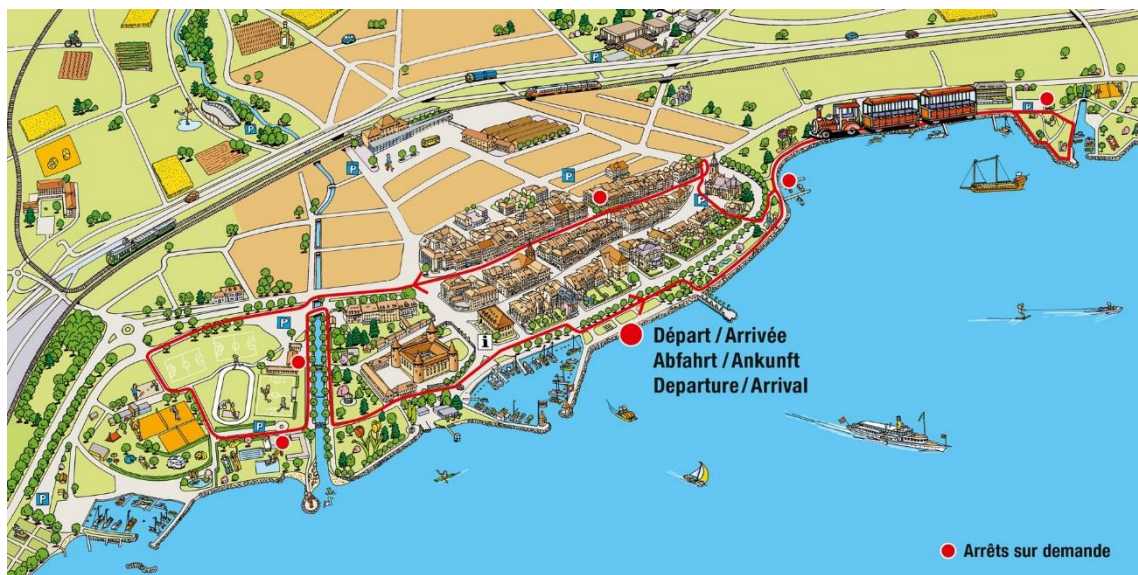 P
P
P
P
P
P
P
P
P
P
i
Départ / Arrivée
Abfahrt / Ankunft
Departure / Arrival
Arrêts sur demande